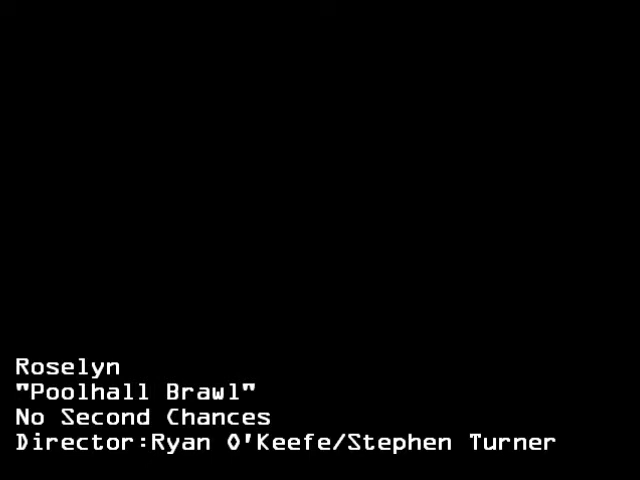 Roselyn
"Poolhall Brawl"
No Second Chances
Director:Ryan O'Keefe/Stephen Turner